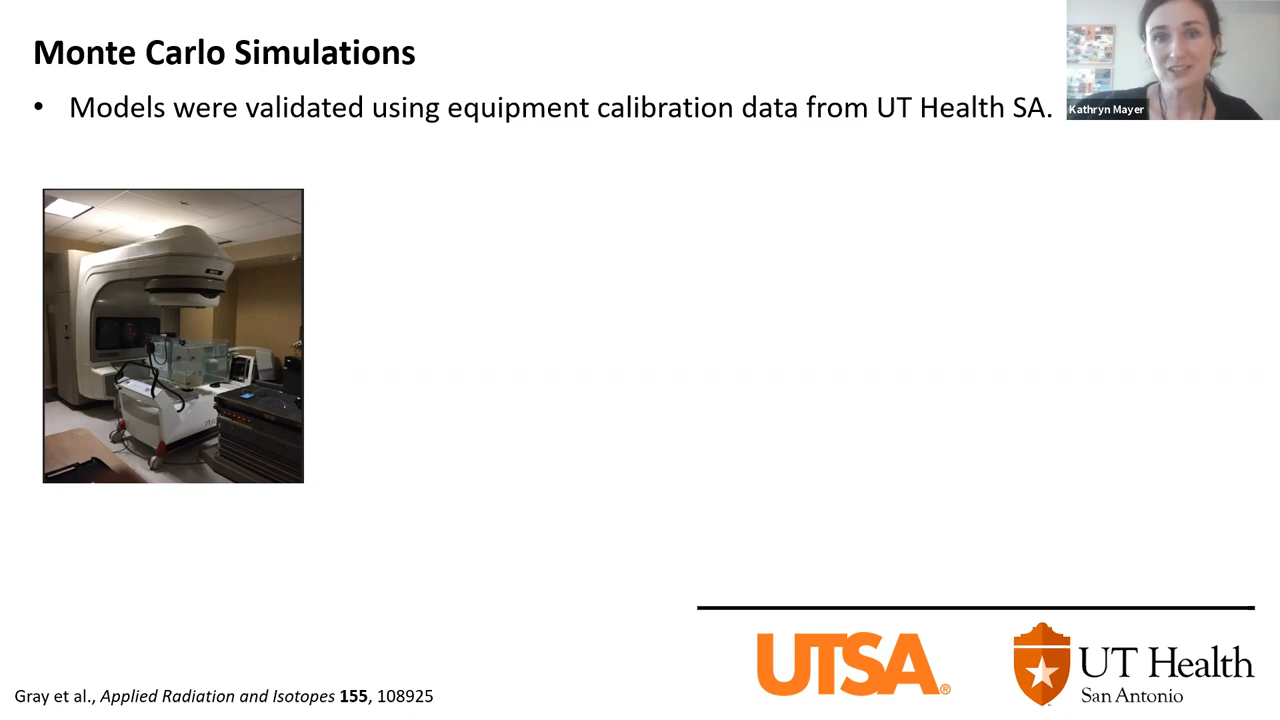 Monte Carlo Simulations
• Models were validated using equipment calibration data from UT Health SA.
Kathryn Mayer
UTSA®
UT Health
San Antonio
Gray et al., Applied Radiation and Isotopes 155, 108925